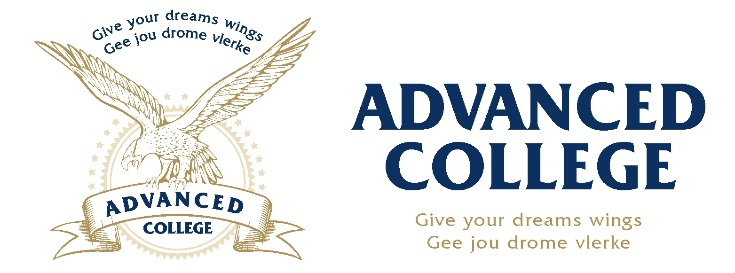 Give your dreams wings
Gee jou drome vlerke
ADVANCED
COLLEGE
ADVANCED
COLLEGE
Give your dreams wings
Gee jou drome vlerke